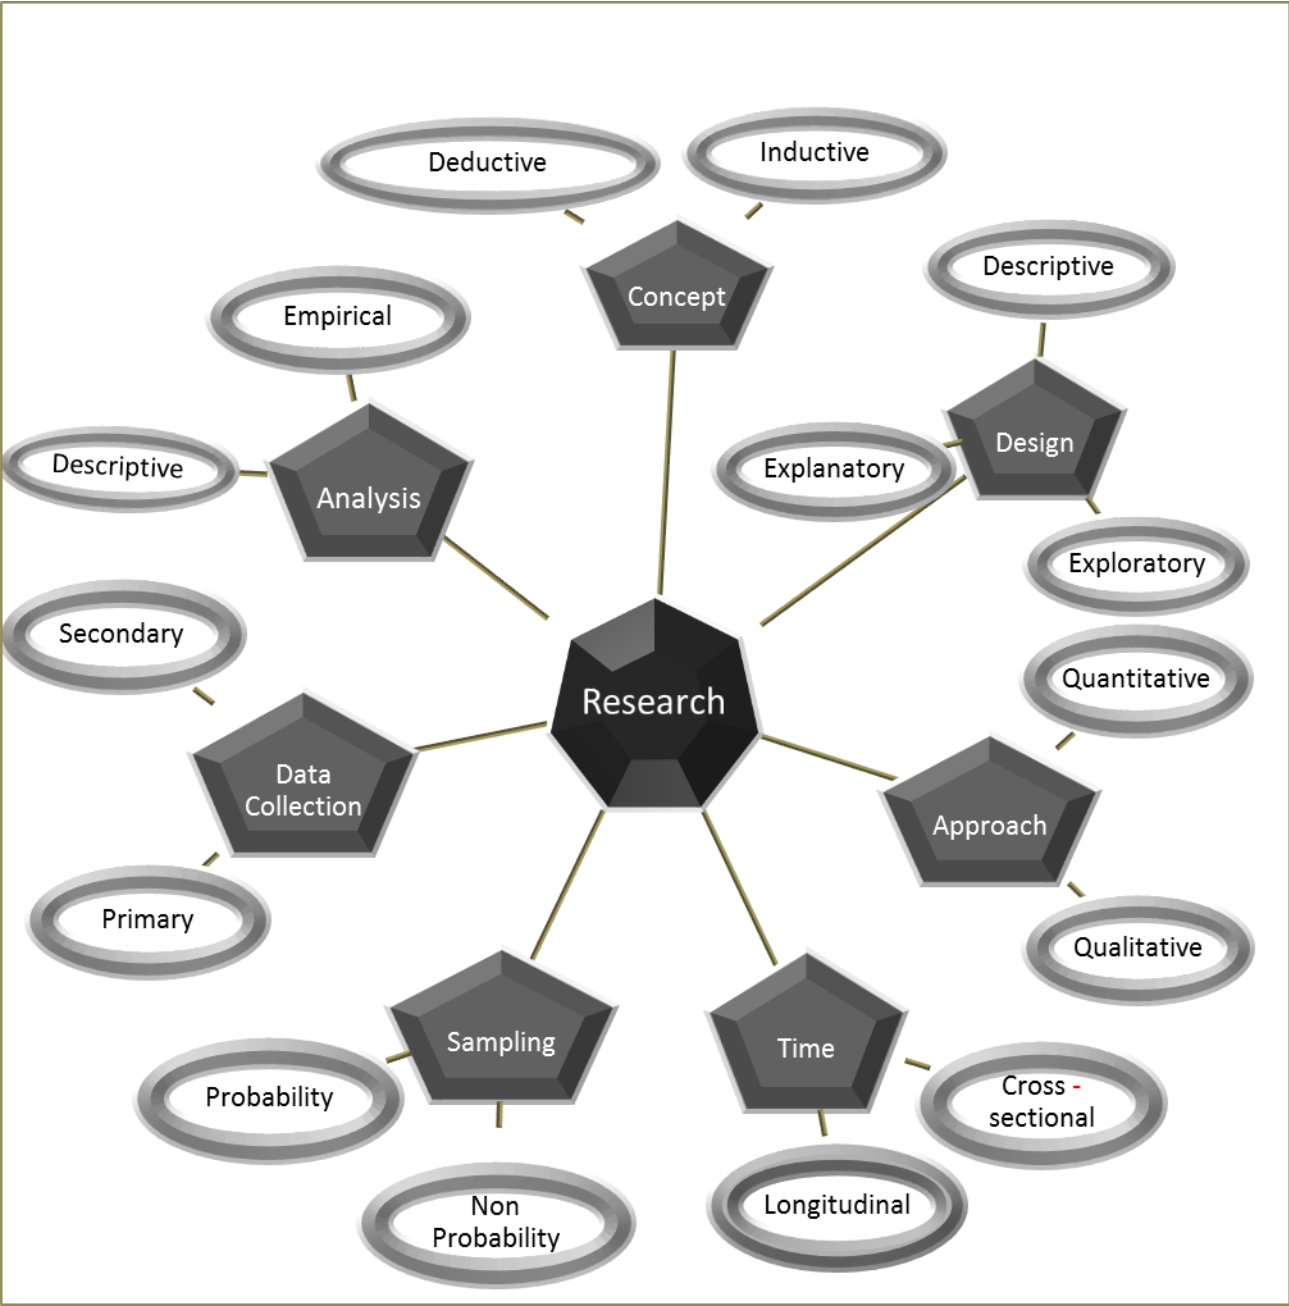 Deductive
Inductive
Concept
Descriptive
Design
Explanatory
Exploratory
Empirical
Descriptive
Analysis
Research
Secondary
Data
Collection
Primary
Quantitative
Approach
Qualitative
Sampling
Probability
Non
Probability
Time
Cross -
sectional
Longitudinal